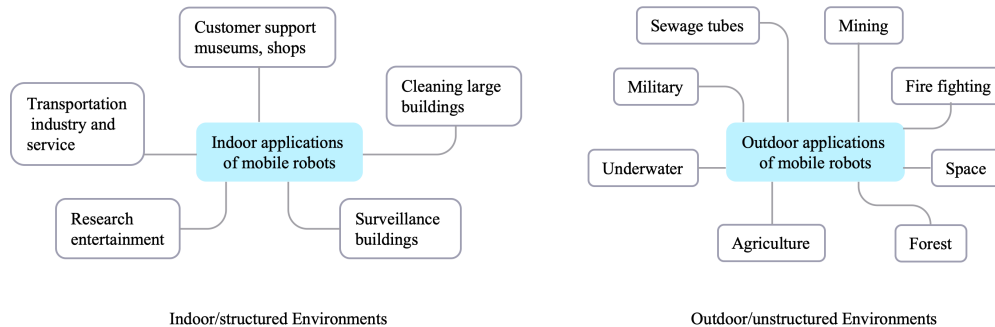 Customer support
museums, shops
Cleaning large
buildings
Transportation
industry and
service
Indoor applications
of mobile robots
Research
entertainment
Surveillance
buildings
Indoor/structured Environments
Sewage tubes
Mining
Military
Fire fighting
Outdoor applications
of mobile robots
Underwater
Space
Agriculture
Forest
Outdoor/unstructured Environments